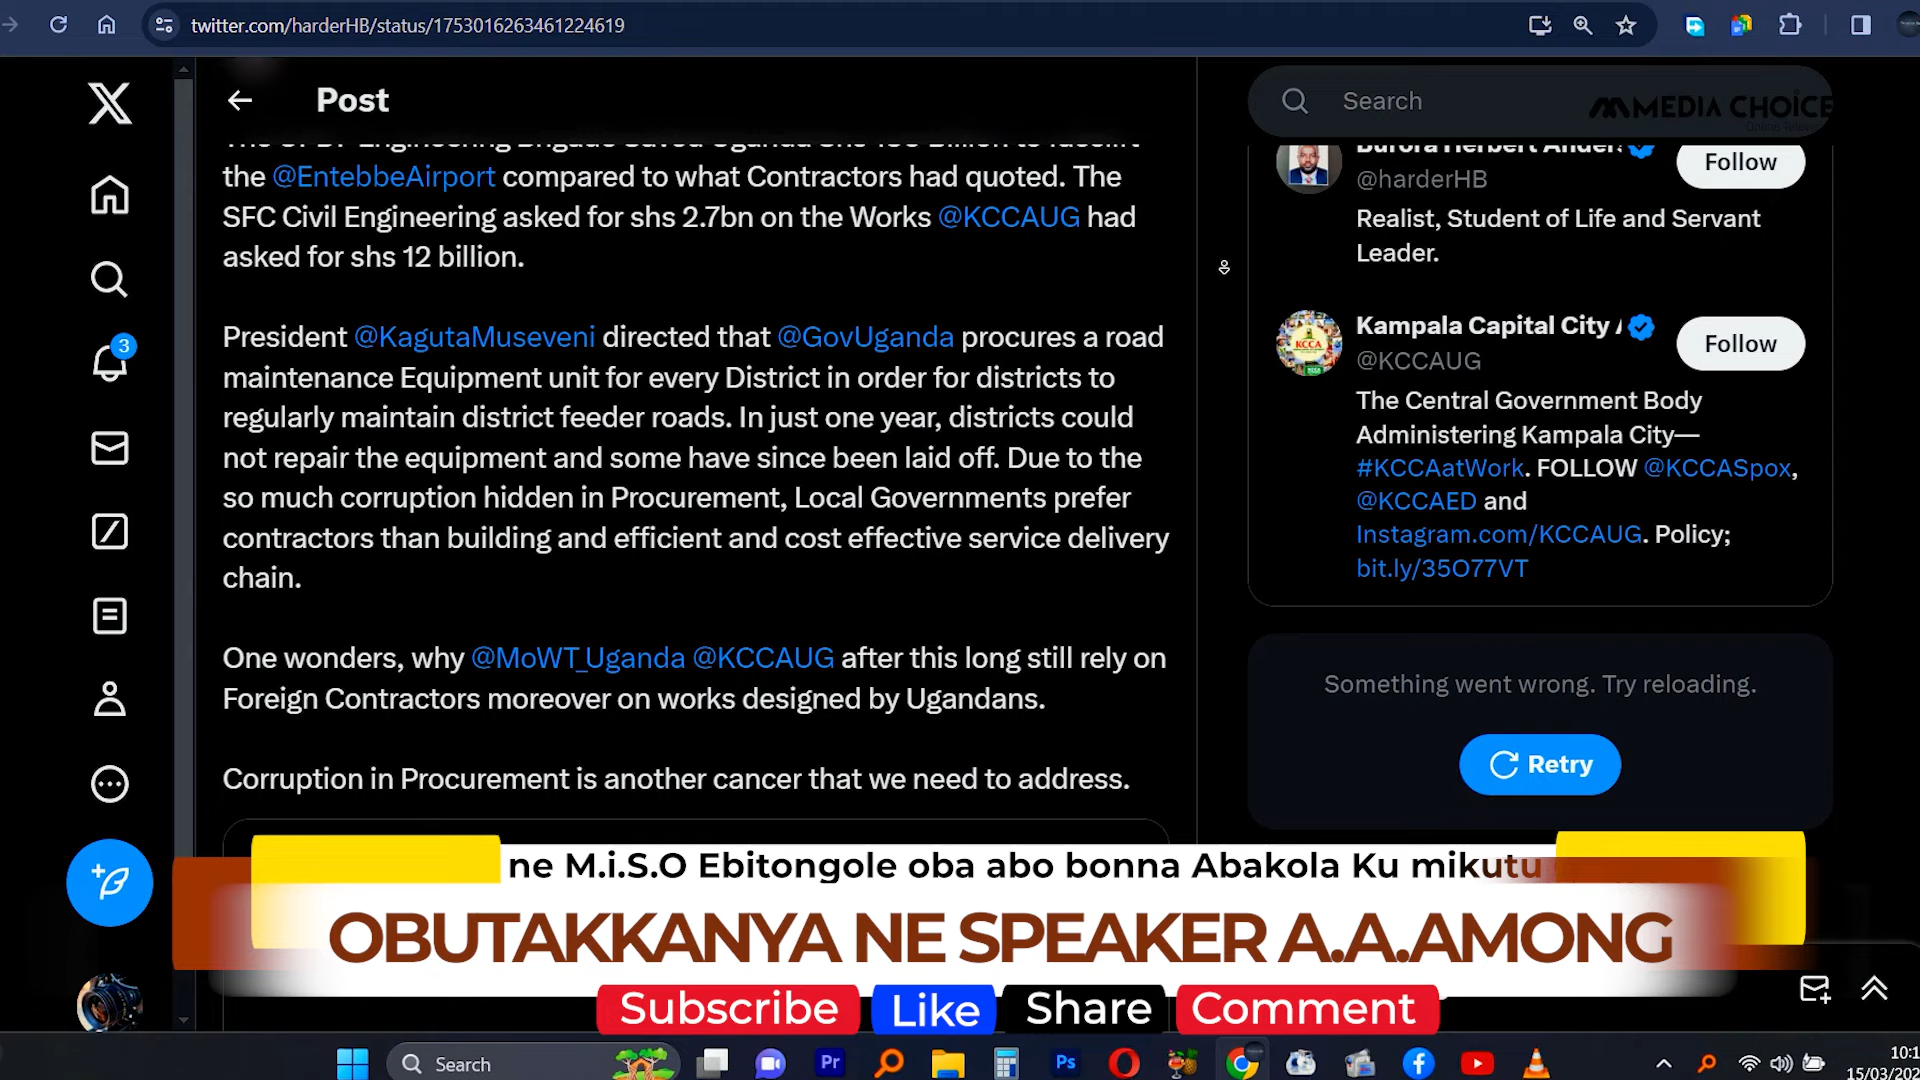 twitter.com/harderHB/status/1753016263461224619
Post
Search
MEDIA CHOICE
the @EntebbeAirport compared to what Contractors had quoted. The
SFC Civil Engineering asked for shs 2.7bn on the Works @KCCAUG had
asked for shs 12 billion.
President @KagutaMuseveni directed that @GovUganda procures a road
maintenance Equipment unit for every District in order for districts to
regularly maintain district feeder roads. In just one year, districts could
not repair the equipment and some have since been laid off. Due to the
so much corruption hidden in Procurement, Local Governments prefer
contractors than building and efficient and cost effective service delivery
chain.
One wonders, why @MoWT_Uganda @KCCAUG after this long still rely on
Foreign Contractors moreover on works designed by Ugandans.
Corruption in Procurement is another cancer that we need to address.
Follow
@harderHB
Realist, Student of Life and Servant
Leader.
Kampala Capital City
Follow
@KCCAUG
The Central Government Body
Administering Kampala City—
#KCCAatWork. FOLLOW @KCCASpox,
@KCCAED and
Instagram.com/KCCAUG. Policy;
bit.ly/35O77VT
KCCA
Something went wrong. Try reloading.
Retry
3
ne M.i.S.O Ebitongole oba abo bonna Abakola Ku mikutu
OBUTAKKANYA NE SPEAKER A.A.AMONG
Subscribe Like Share Comment
Search
Pr
Ps
10:1
15/03/202